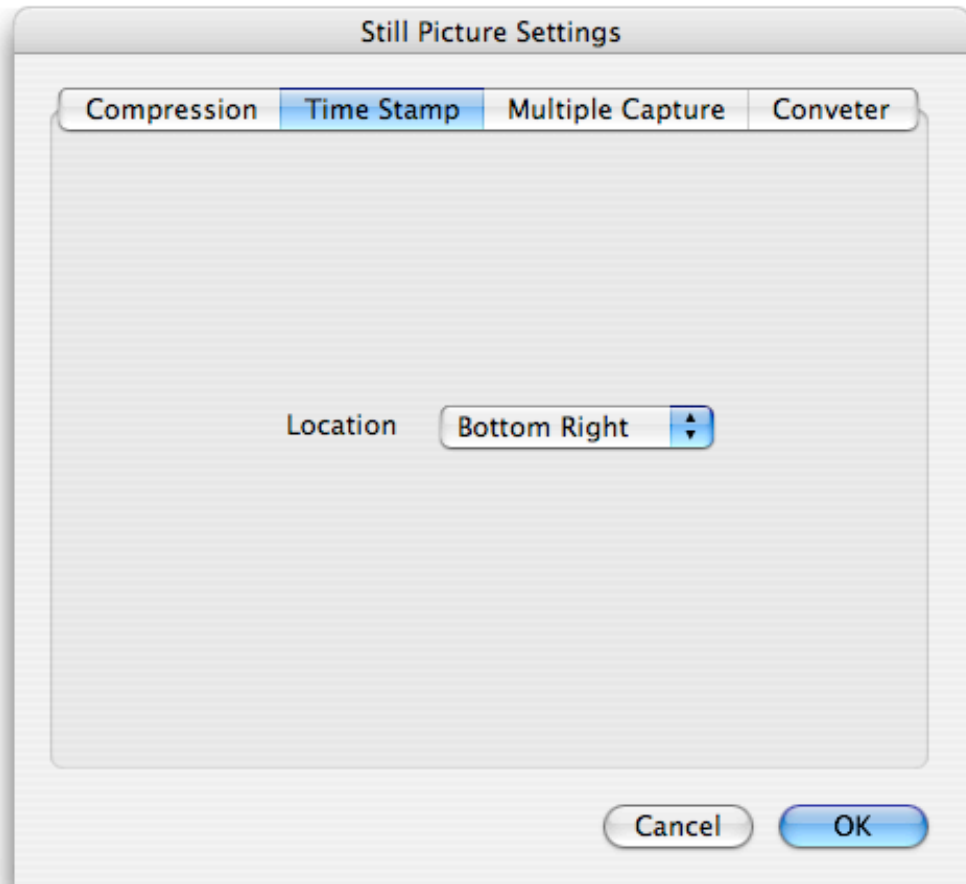 Still Picture Settings
Compression Time Stamp Multiple Capture Conveter
Location Bottom Right
Cancel OK